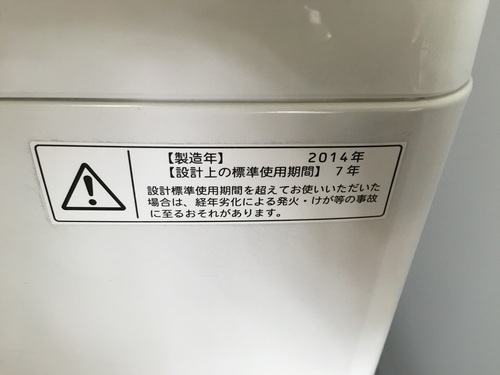 【製造年】 2014年
【設計上の標準使用期間】 7年
設計標準使用期間を超えてお使いいただいた
場合は、経年劣化による発火・けが等の事故
に至るおそれがあります。